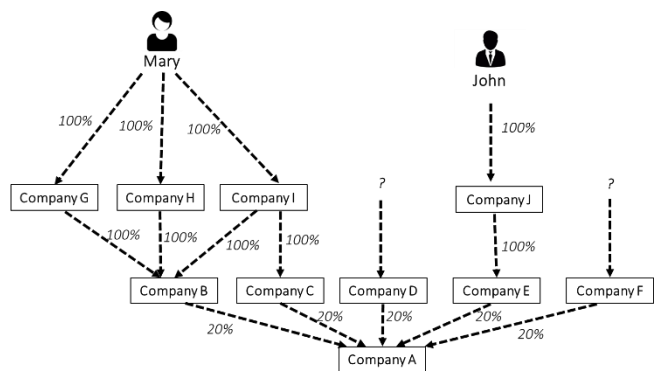 Mary
John
100%
100%
100%
100%
Company G
Company H
Company I
?
Company J
?
100%
100%
100%
100%
100%
Company B
Company C
Company D
Company E
Company F
20%
20%
20%
20%
20%
Company A